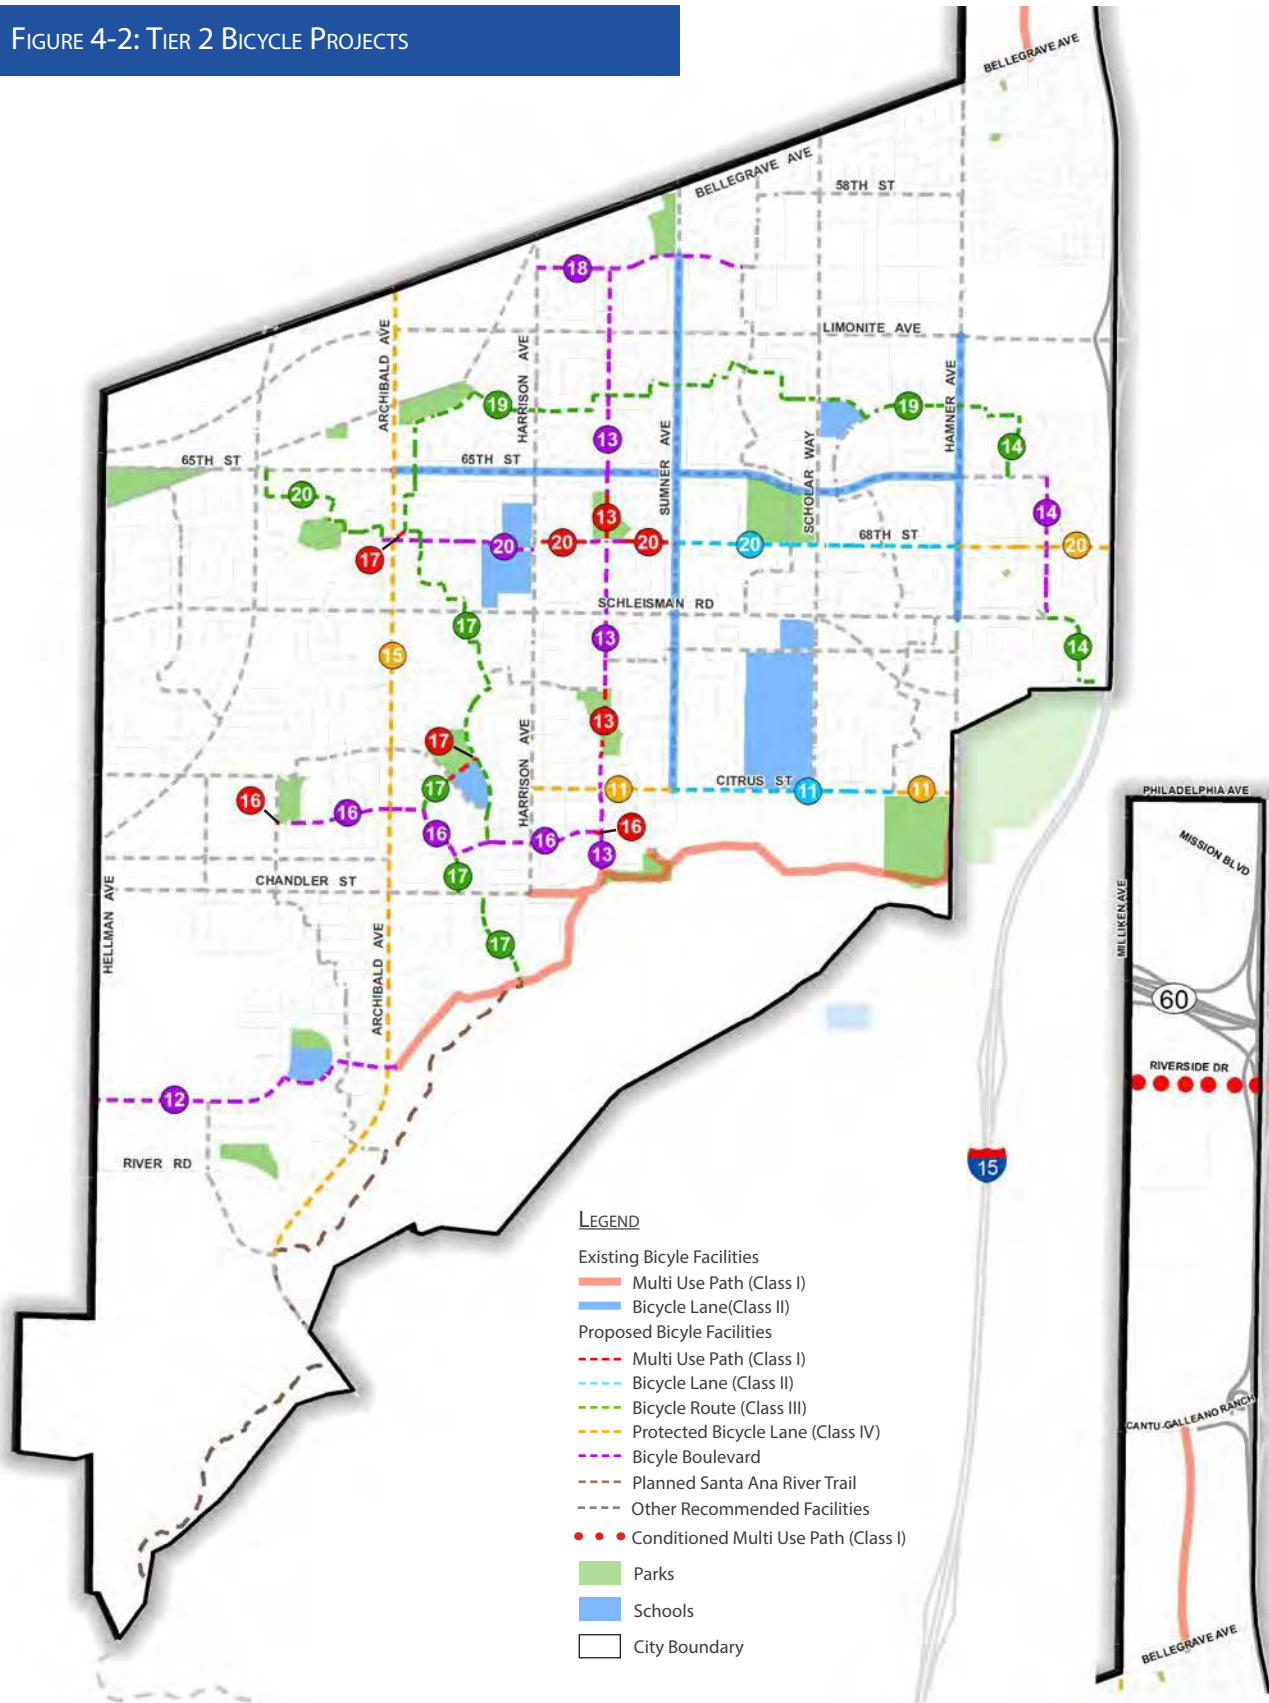 FIGURE 4-2: TIER 2 BICYCLE PROJECTS
BELLEGRAVE AVE
BELLEGRAVE AVE
58TH ST
18
LIMONITE AVE
ARCHIBALD AVE
HARRISON AVE
HAMNER AVE
19
19
13
SUMNER AVE
SCHOLAR WAY
14
65TH ST
65TH ST
20
13
14
17
20
20
20
20
68TH ST
20
SCHLEISMAN RD
17
13
14
15
13
17
HARRISON AVE
17
11
CITRUS ST
11
11
16
16
16
16
16
13
CHANDLER ST
17
HELLMAN AVE
ARCHIBALD AVE
17
12
RIVER RD
15
PHILADELPHIA AVE
MISSION BLVD
MILLIKEN AVE
60
RIVERSIDE DR
CANTU-GALLEANO RANCH
BELLEGRAVE AVE
LEGEND
Existing Bicyle Facilities
Multi Use Path (Class I)
Bicycle Lane(Class II)
Proposed Bicyle Facilities
Multi Use Path (Class I)
Bicycle Lane (Class II)
Bicycle Route (Class III)
Protected Bicycle Lane (Class IV)
Bicyle Boulevard
Planned Santa Ana River Trail
Other Recommended Facilities
Conditioned Multi Use Path (Class I)
Parks
Schools
City Boundary